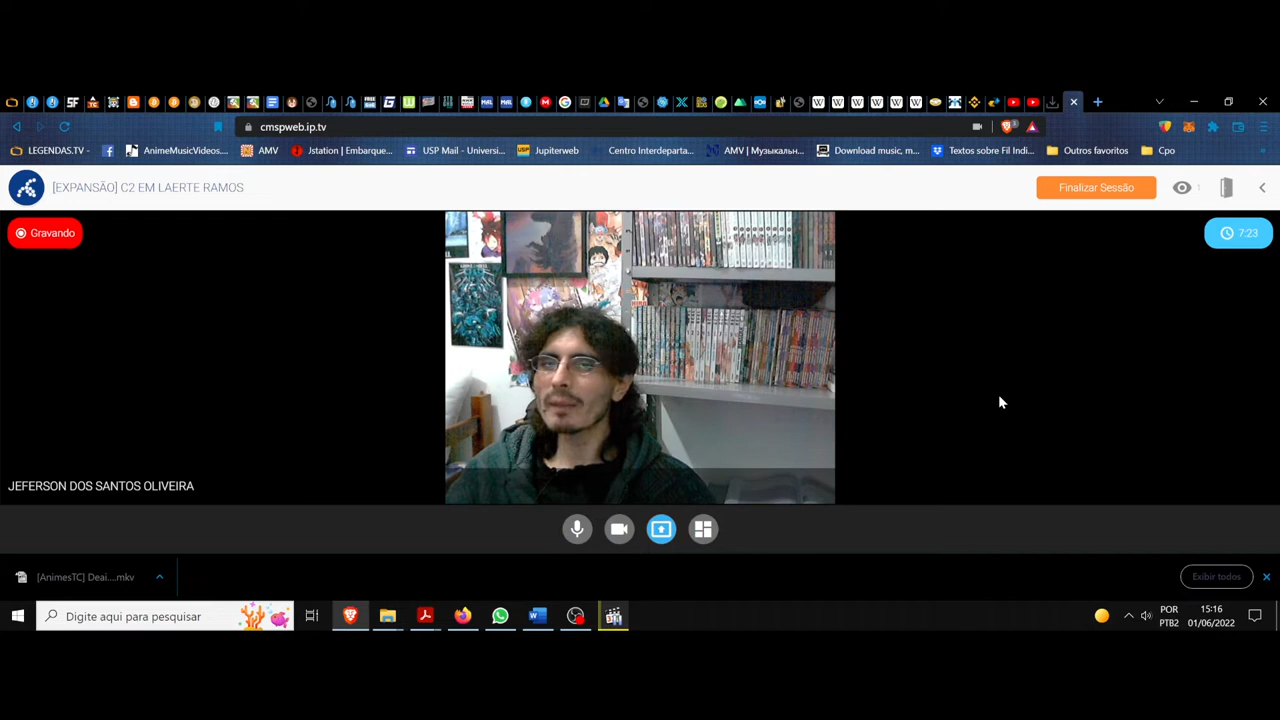 cmspweb.ip.tv
LEGENDAS.TV -
AnimeMusicVideos...
AMV
Jstation | Embarque...
USP Mail - Universi...
Jupiterweb
Centro Interdeparta...
AMV | Музыкальн...
Download music, m...
Textos sobre Fil Indi...
Outros favoritos
Cpo
[EXPANSÃO] C2 EM LAERTE RAMOS
Finalizar Sessão
1
Gravando
7:23
JEFERSON DOS SANTOS OLIVEIRA
[AnimesTC] Deai....mkv
Exibir todos
Digite aqui para pesquisar
POR
PTB2
15:16
01/06/2022